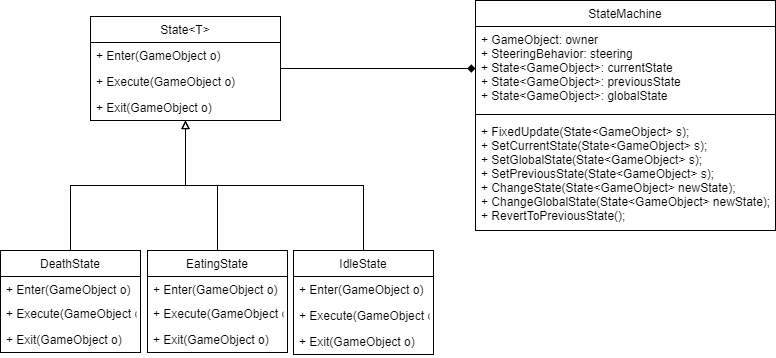 State<T>
+ Enter(GameObject o)
+ Execute(GameObject o)
+ Exit(GameObject o)
StateMachine
+ GameObject: owner
+ SteeringBehavior: steering
+ State<GameObject>: currentState
+ State<GameObject>: previousState
+ State<GameObject>: globalState
+ FixedUpdate(State<GameObject> s);
+ SetCurrentState(State<GameObject> s);
+ SetGlobalState(State<GameObject> s);
+ SetPreviousState(State<GameObject> s);
+ ChangeState(State<GameObject> newState);
+ ChangeGlobalState(State<GameObject> newState);
+ RevertToPreviousState();
DeathState
+ Enter(GameObject o)
+ Execute(GameObject o
+ Exit(GameObject o)
EatingState
+ Enter(GameObject o)
+ Execute(GameObject o
+ Exit(GameObject o)
IdleState
+ Enter(GameObject o)
+ Execute(GameObject o
+ Exit(GameObject o)